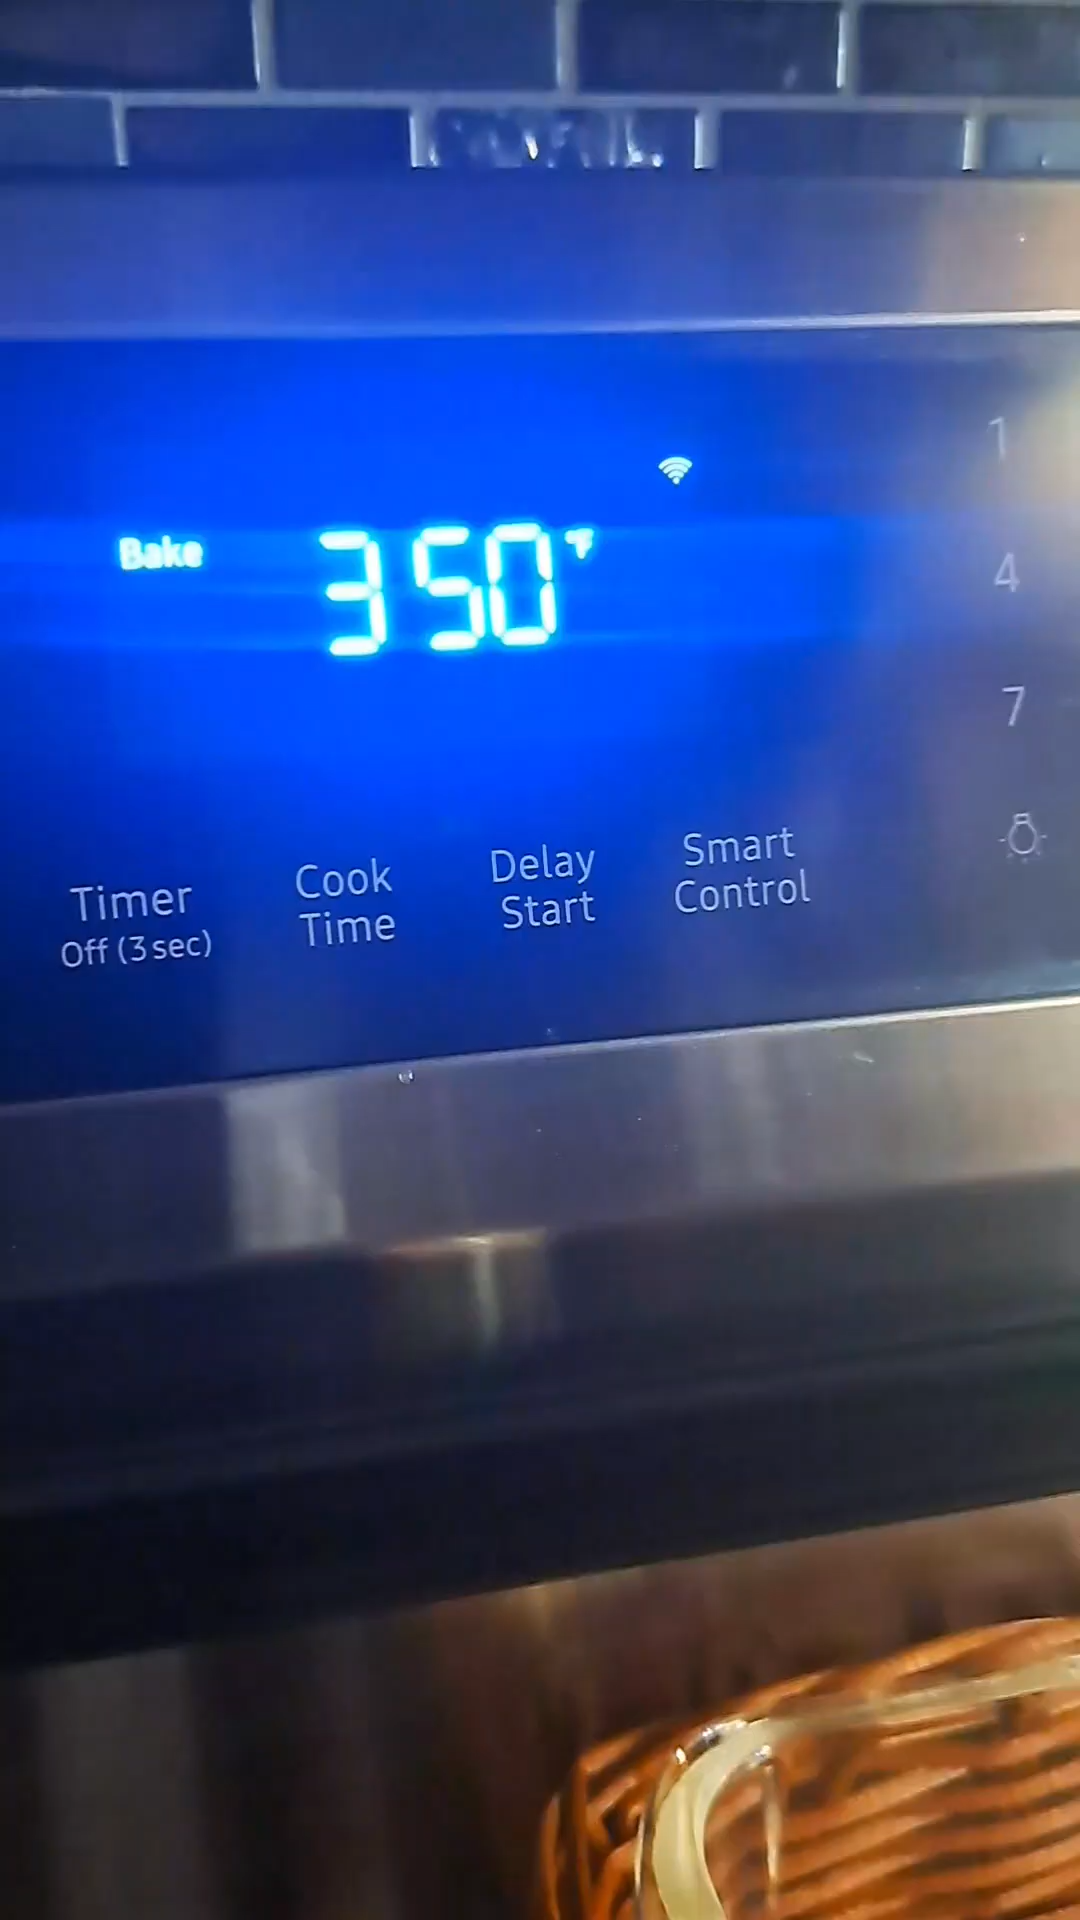 Bake 350°F
1
4
7
Timer
Off (3 sec)
Cook
Time
Delay
Start
Smart
Control